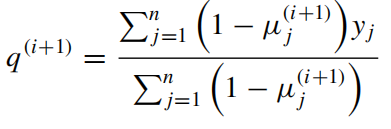 q^{(i+1)} = \frac{\sum_{j=1}^{n} \left(1 - \mu_j^{(i+1)}\right) y_j}{\sum_{j=1}^{n} \left(1 - \mu_j^{(i+1)}\right)}